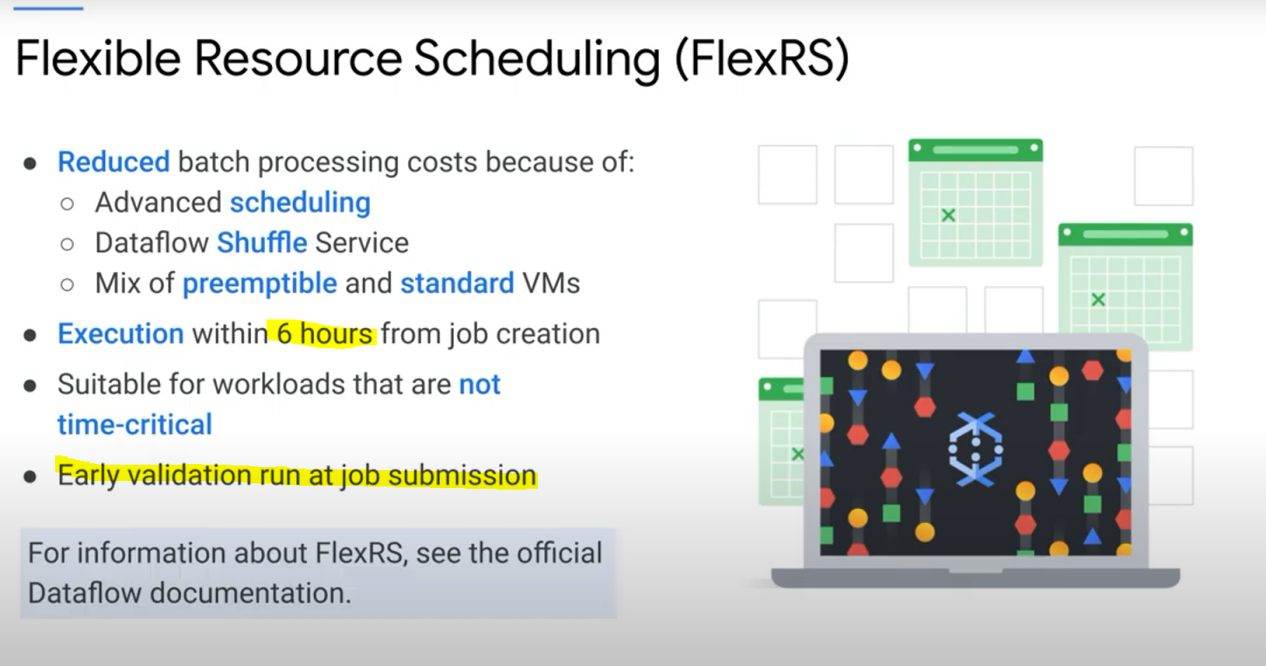 Flexible Resource Scheduling (FlexRS)
● Reduced batch processing costs because of:
○ Advanced scheduling
○ Dataflow Shuffle Service
○ Mix of preemptible and standard VMs
● Execution within 6 hours from job creation
● Suitable for workloads that are not
time-critical
● Early validation run at job submission
For information about FlexRS, see the official
Dataflow documentation.